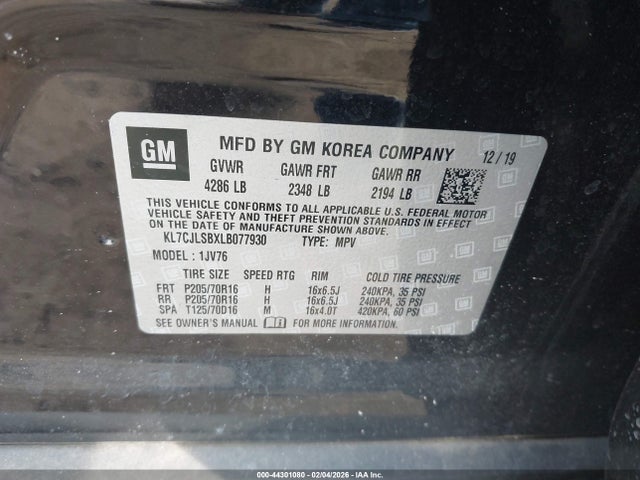 GM
MFD BY GM KOREA COMPANY 12 / 19
GVWR GAWR FRT GAWR RR
4286 LB 2348 LB 2194 LB
THIS VEHICLE CONFORMS TO ALL APPLICABLE U.S. FEDERAL MOTOR
VEHICLE SAFETY AND THEFT PREVENTION STANDARDS IN EFFECT
ON THE DATE OF MANUFACTURE SHOWN ABOVE.
KL7CJLSBXLB077930 TYPE: MPV
MODEL : 1JV76
TIRE SIZE SPEED RTG RIM COLD TIRE PRESSURE
FRT P205/70R16 H 16x6.5J 240KPA, 35 PSI
RR P205/70R16 H 16x6.5J 240KPA, 35 PSI
SPA T125/70D16 M 16x4.0T 420KPA, 60 PSI
SEE OWNER'S MANUAL FOR MORE INFORMATION.
000-44301080 - 02/04/2026 - IAA Inc.